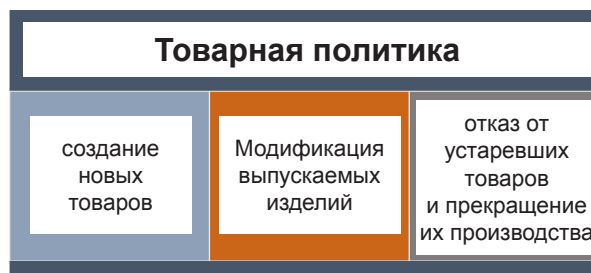 Товарная политика
создание
новых
товаров
Модификация
выпускаемых
изделий
отказ от
устаревших
товаров
и прекращение
их производства